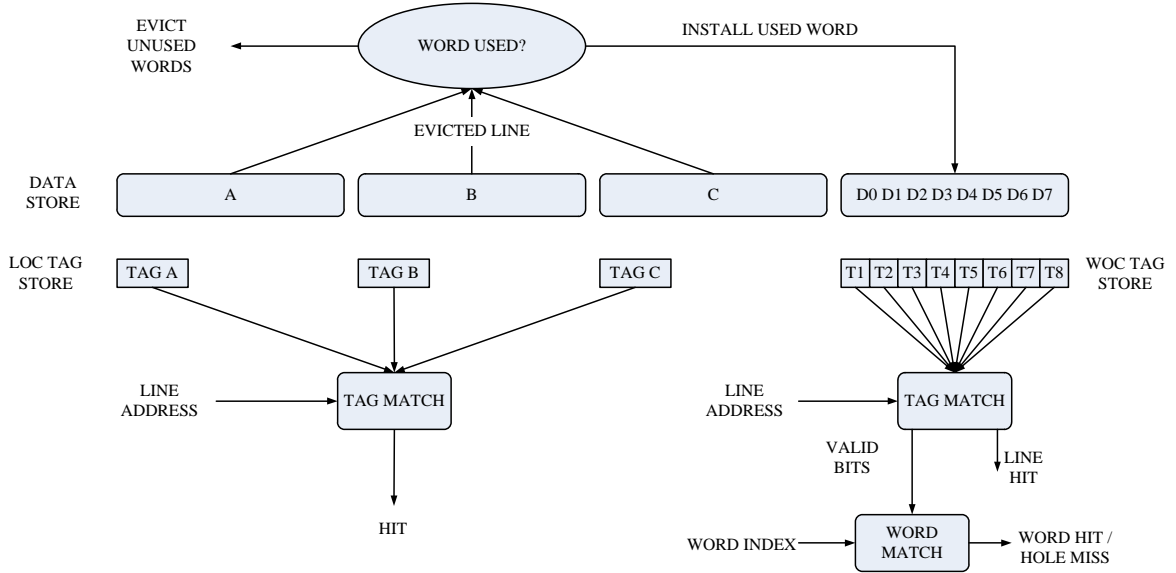 EVICT
UNUSED
WORDS
WORD USED?
INSTALL USED WORD
EVICTED LINE
DATA
STORE
A
B
C
D0 D1 D2 D3 D4 D5 D6 D7
LOC TAG
STORE
TAG A
TAG B
TAG C
T1 T2 T3 T4 T5 T6 T7 T8
WOC TAG
STORE
LINE
ADDRESS
TAG MATCH
LINE
ADDRESS
TAG MATCH
VALID
BITS
LINE
HIT
HIT
WORD INDEX
WORD
MATCH
WORD HIT /
HOLE MISS